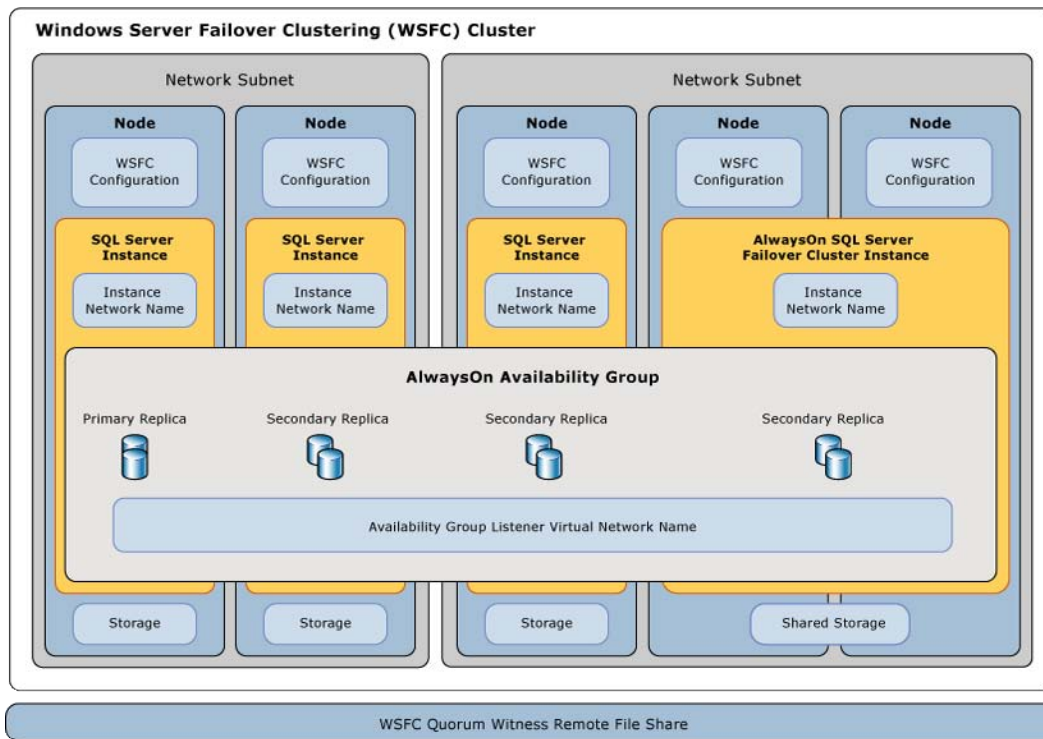 Windows Server Failover Clustering (WSFC) Cluster
Network Subnet
Network Subnet
Node
Node
Node
Node
Node
WSFC
Configuration
WSFC
Configuration
WSFC
Configuration
WSFC
Configuration
WSFC
Configuration
SQL Server
Instance
SQL Server
Instance
SQL Server
Instance
AlwaysOn SQL Server
Failover Cluster Instance
Instance
Network Name
Instance
Network Name
Instance
Network Name
Instance
Network Name
AlwaysOn Availability Group
Primary Replica
Secondary Replica
Secondary Replica
Secondary Replica
Availability Group Listener Virtual Network Name
Storage
Storage
Storage
Shared Storage
WSFC Quorum Witness Remote File Share